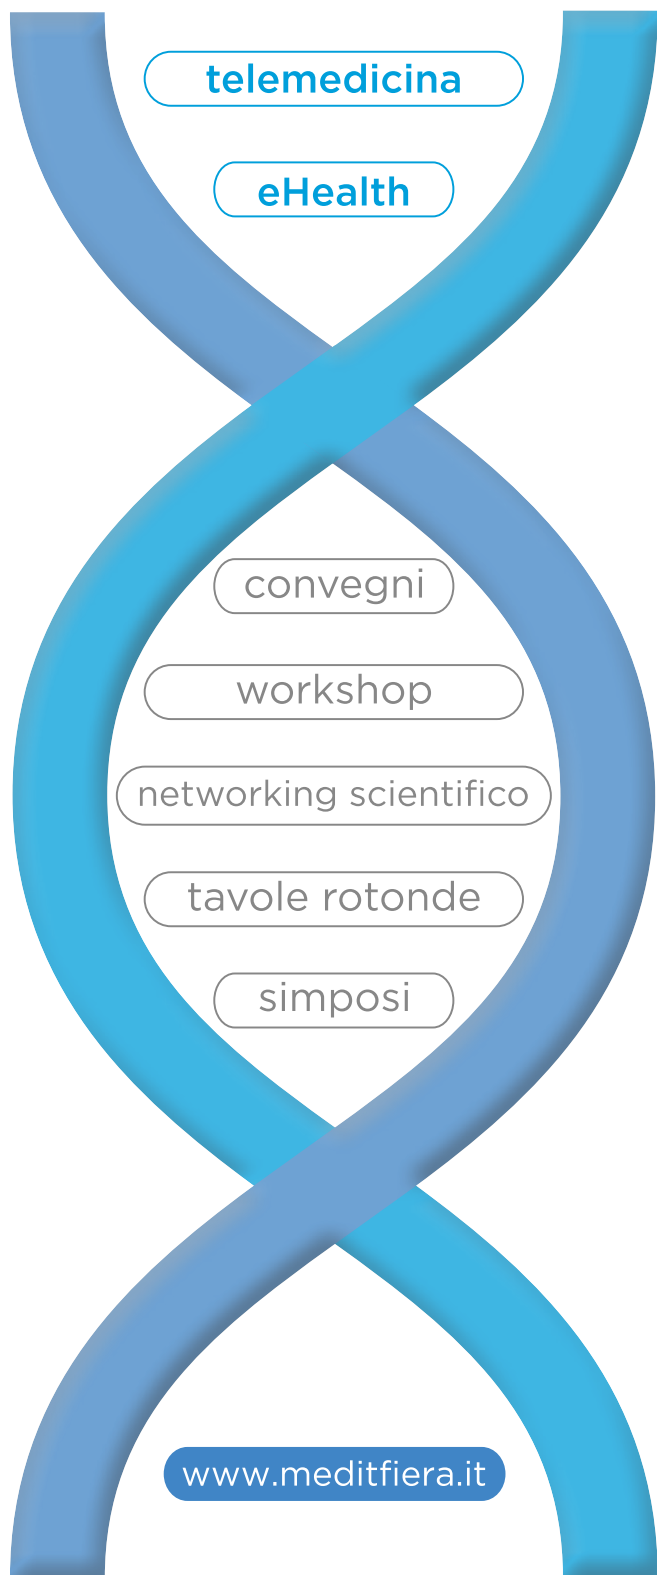 telemedicina
eHealth
convegni
workshop
networking scientifico
tavole rotonde
simposi
www.meditfiera.it